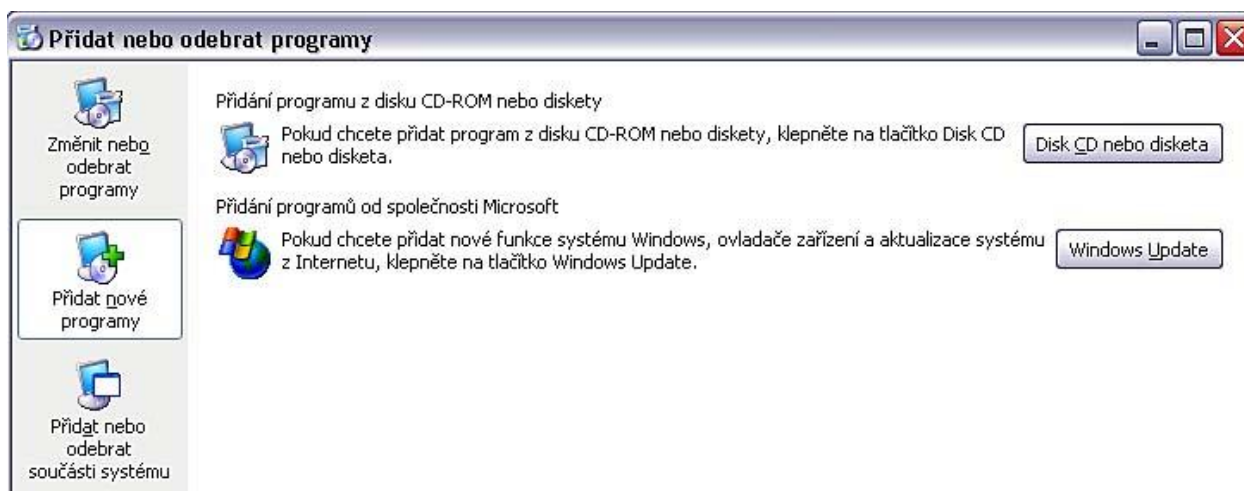 Přidat nebo odebrat programy
Změnit nebo
odebrat
programy
Přidat nové
programy
Přidat nebo
odebrat
součásti systému
Přidání programu z disku CD-ROM nebo diskety
Pokud chcete přidat program z disku CD-ROM nebo diskety, klepněte na tlačítko Disk CD
nebo disketa.
Disk CD nebo disketa
Přidání programů od společnosti Microsoft
Pokud chcete přidat nové funkce systému Windows, ovladače zařízení a aktualizace systému
z Internetu, klepněte na tlačítko Windows Update.
Windows Update